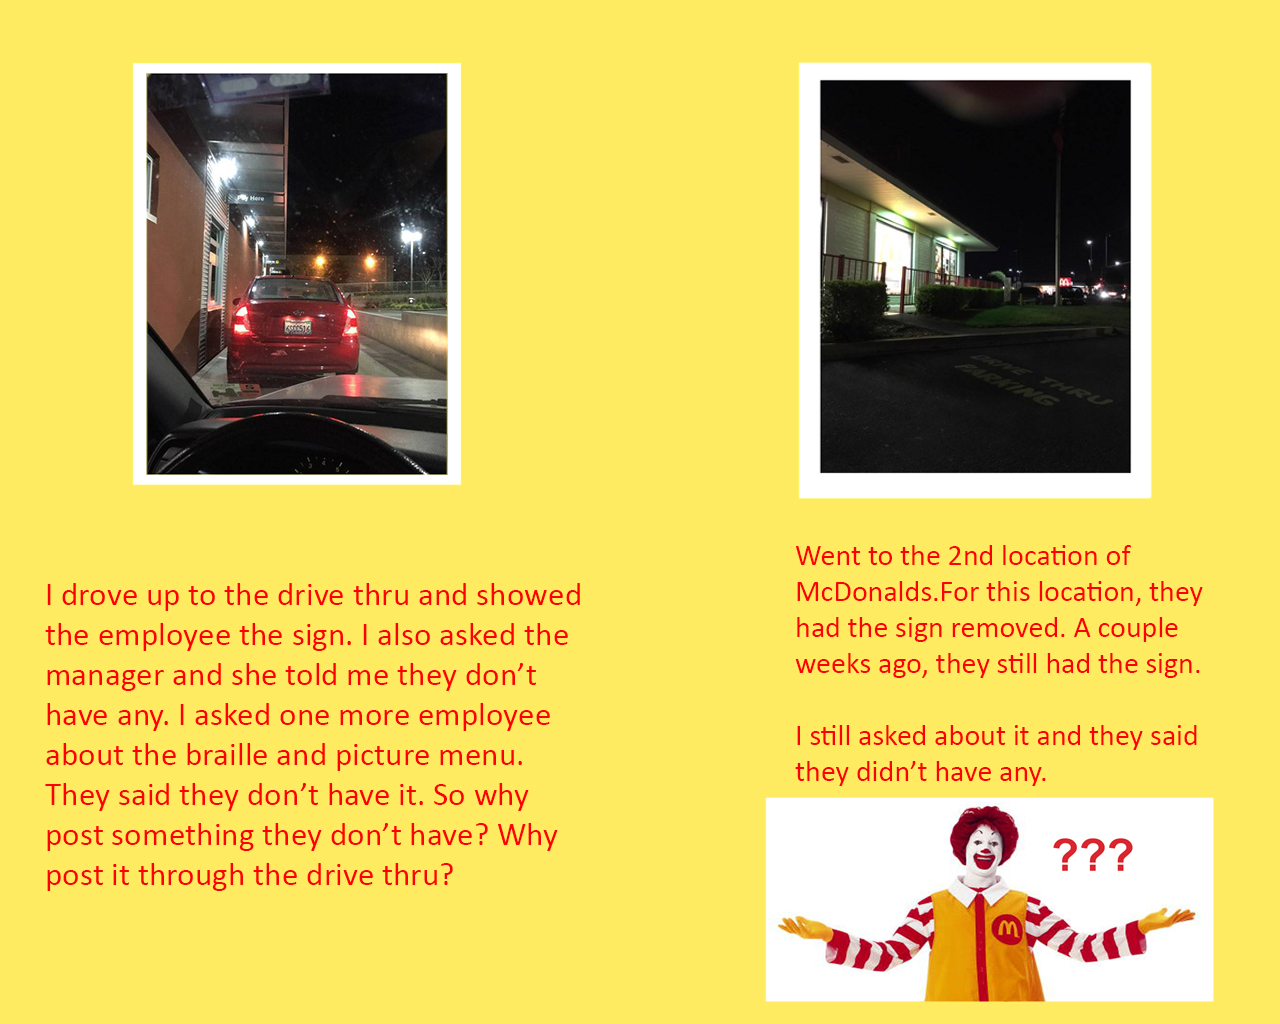 Pay Here
I drove up to the drive thru and showed
the employee the sign. I also asked the
manager and she told me they don’t
have any. I asked one more employee
about the braille and picture menu.
They said they don’t have it. So why
post something they don’t have? Why
post it through the drive thru?
DRIVE THRU
PARKING
Went to the 2nd location of
McDonalds.For this location, they
had the sign removed. A couple
weeks ago, they still had the sign.
I still asked about it and they said
they didn’t have any.
???